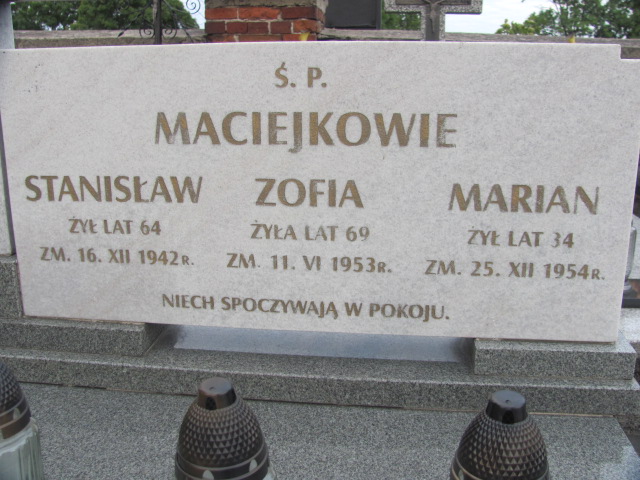 Ś. P.
MACIEJKOWIE
STANISŁAW ZOFIA MARIAN
ŻYŁ LAT 64 ŻYŁA LAT 69 ŻYŁ LAT 34
ZM. 16. XII 1942R. ZM. 11. VI 1953R. ZM. 25. XII 1954R.
NIECH SPOCZYWAJĄ W POKOJU.